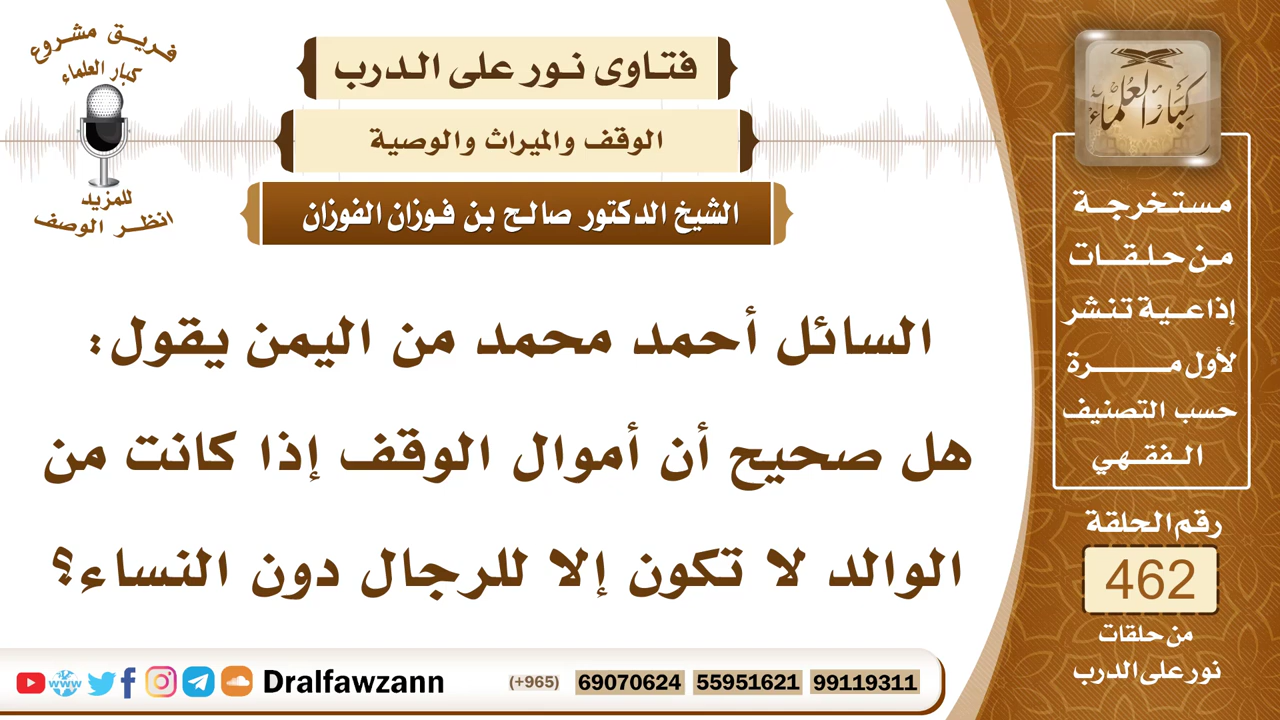 فريق مشروع
كبار العلماء
للمزيد
انظر الوصف
فتاوى نور على الدرب
الوقف والميراث والوصية
الشيخ الدكتور صالح بن فوزان الفوزان
السائل أحمد محمد من اليمن يقول:
هل صحيح أن أموال الوقف إذا كانت من
الوالد لا تكون إلا للرجال دون النساء؟
كبار العلماء
مستخرجة
من حلقات
إذاعية تنشر
لأول مرة
حسب التصنيف
الفقهي
رقم الحلقة
462
من حلقات
نور على الدرب
www Dralfawzann (+965) 69070624 55951621 99119311